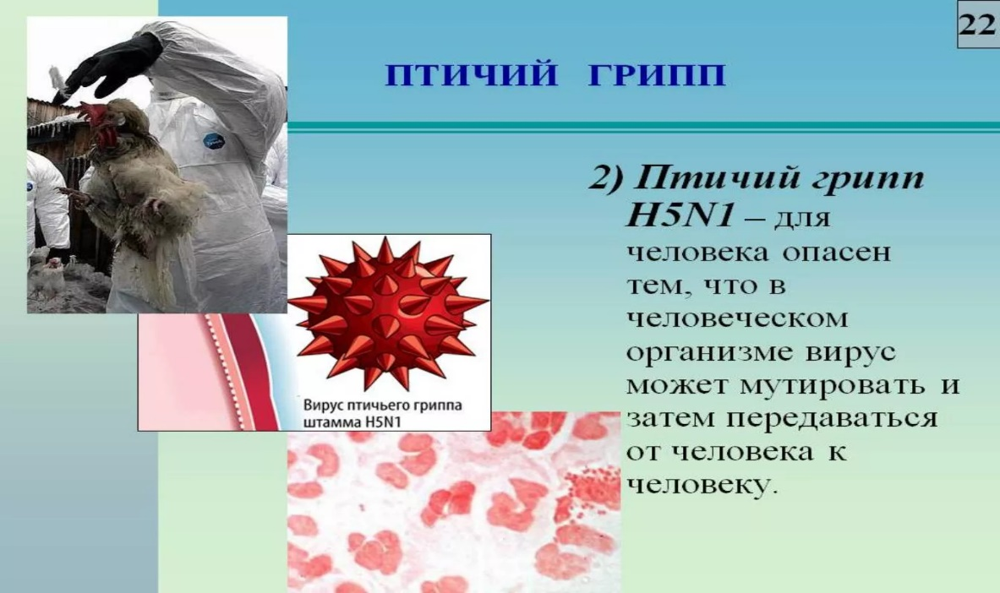 22
ПТИЧИЙ ГРИПП
2) Птичий грипп
H5N1 – для
человека опасен
тем, что в
человеческом
организме вирус
может мутировать и
затем передаваться
от человека к
человеку.
Вирус птичьего гриппа
штамма H5N1